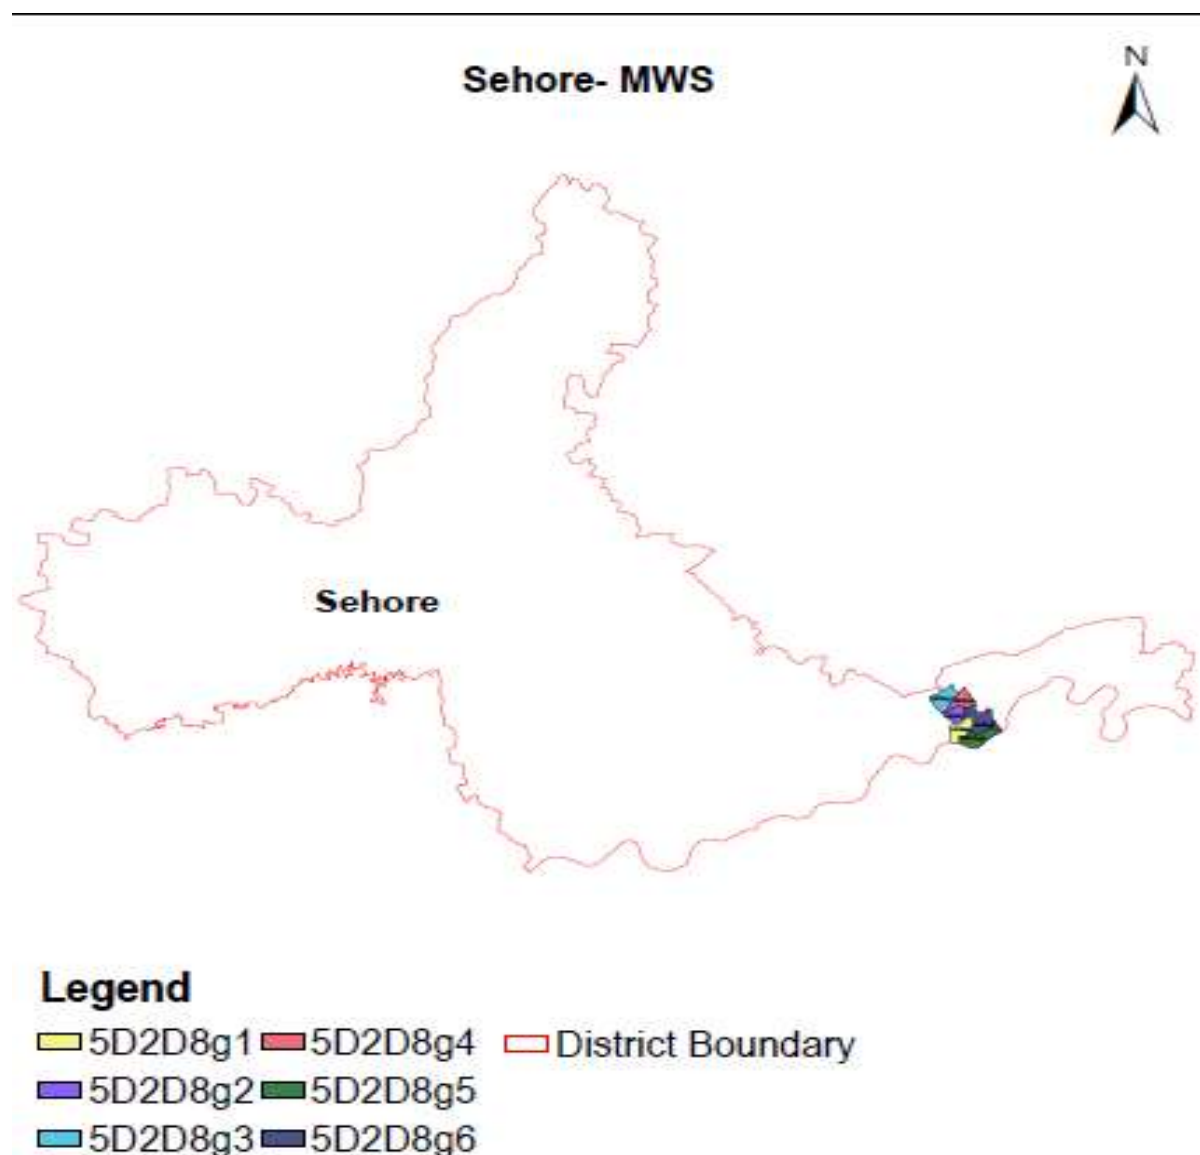 N
Sehore- MWS
Sehore
Legend
5D2D8g1 5D2D8g4 District Boundary
5D2D8g2 5D2D8g5
5D2D8g3 5D2D8g6